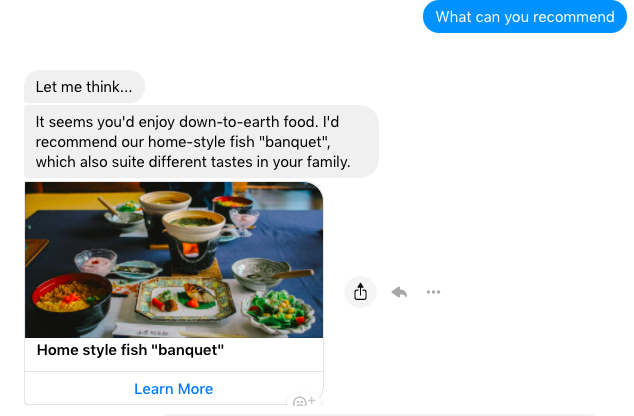 What can you recommend
Let me think...
It seems you'd enjoy down-to-earth food. I'd
recommend our home-style fish "banquet",
which also suite different tastes in your family.
Home style fish "banquet"
Learn More